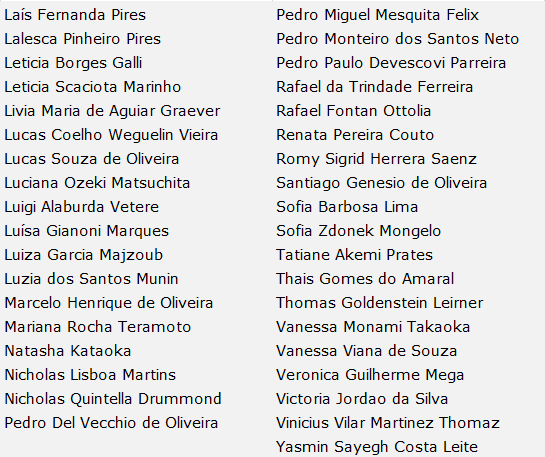 Laís Fernanda Pires
Lalesca Pinheiro Pires
Leticia Borges Galli
Leticia Scaciota Marinho
Livia Maria de Aguiar Graever
Lucas Coelho Weguelin Vieira
Lucas Souza de Oliveira
Luciana Ozeki Matsuchita
Luigi Alaburda Vetere
Luísa Gianoni Marques
Luiza Garcia Majzoub
Luzia dos Santos Munin
Marcelo Henrique de Oliveira
Mariana Rocha Teramoto
Natasha Kataoka
Nicholas Lisboa Martins
Nicholas Quintella Drummond
Pedro Del Vecchio de Oliveira
Pedro Miguel Mesquita Felix
Pedro Monteiro dos Santos Neto
Pedro Paulo Devescovi Parreira
Rafael da Trindade Ferreira
Rafael Fontan Ottolia
Renata Pereira Couto
Romy Sigrid Herrera Saenz
Santiago Genesio de Oliveira
Sofia Barbosa Lima
Sofia Zdonek Mongelo
Tatiane Akemi Prates
Thais Gomes do Amaral
Thomas Goldenstein Leirner
Vanessa Monami Takaoka
Vanessa Viana de Souza
Veronica Guilherme Mega
Victoria Jordao da Silva
Vinicius Vilar Martinez Thomaz
Yasmin Sayegh Costa Leite